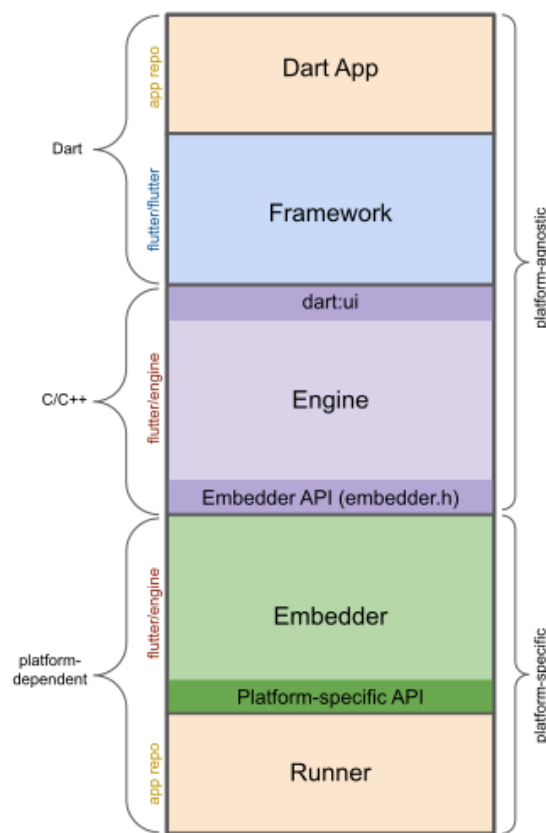 Dart App
Framework
dart:ui
Engine
Embedder API (embedder.h)
Embedder
Platform-specific API
Runner
Dart
C/C++
platform-
dependent
app repo
flutter/flutter
flutter/engine
flutter/engine
app repo
platform-agnostic
platform-specific